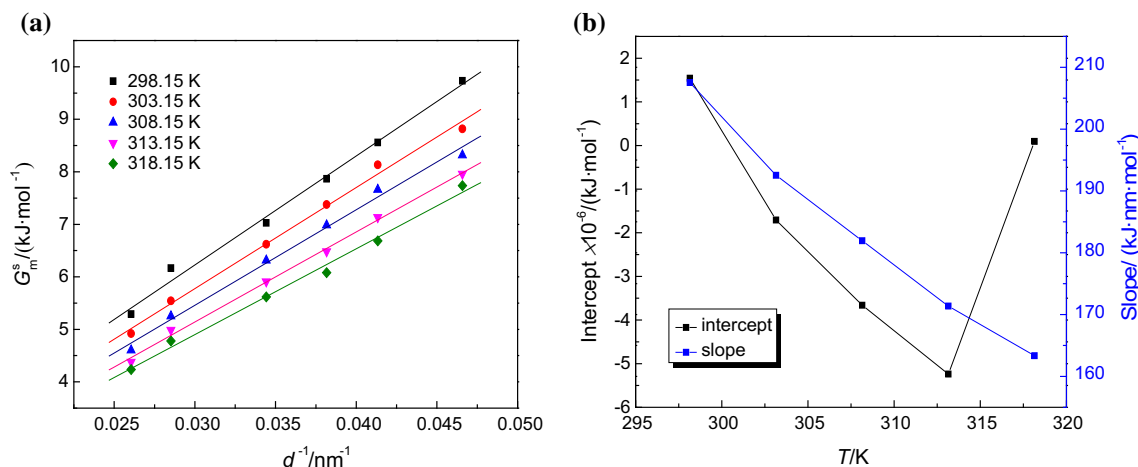 (a)
10
9
8
7
6
5
4
G_m^s/(kJ·mol⁻¹)
298.15 K
303.15 K
308.15 K
313.15 K
318.15 K
0.025 0.030 0.035 0.040 0.045 0.050
d⁻¹/nm⁻¹
(b)
2
1
0
-1
-2
-3
-4
-5
-6
Intercept ×10⁻⁶/(kJ·mol⁻¹)
intercept
slope
295 300 305 310 315 320
T/K
210
200
190
180
170
160
Slope/ (kJ·nm·mol⁻¹)